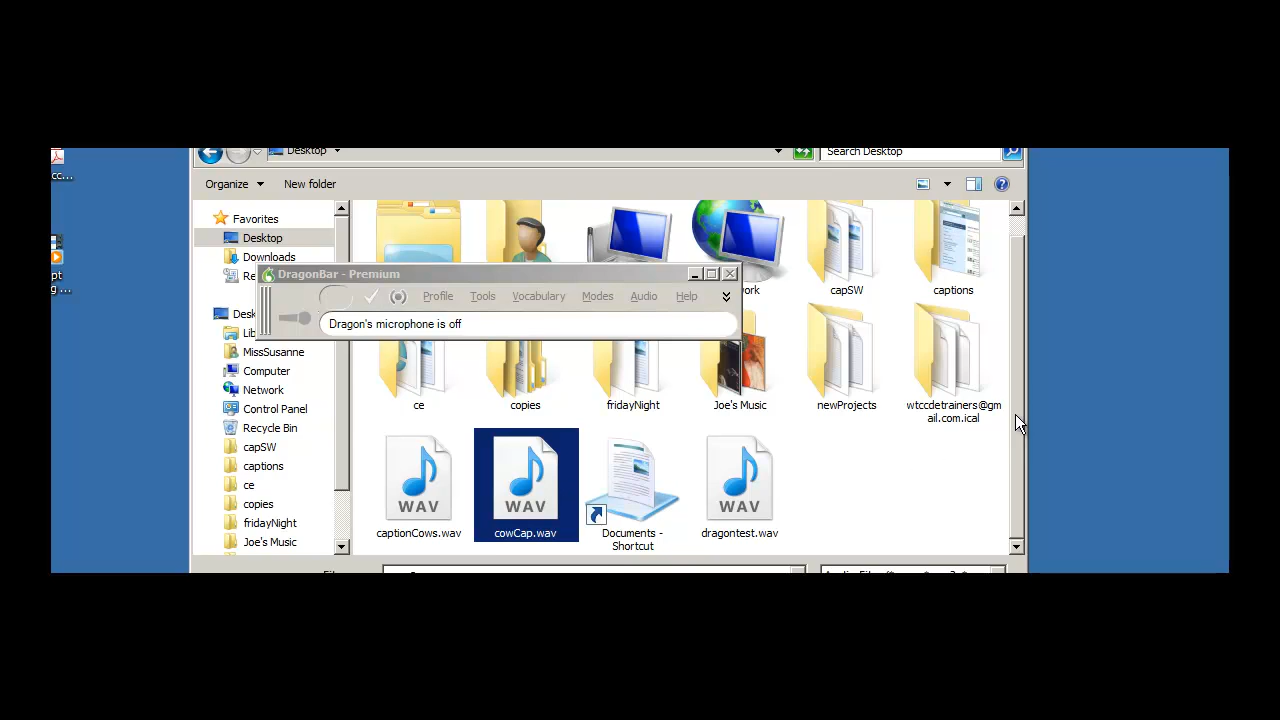 Desktop
Search Desktop
cc...
Organize
New folder
Favorites
Desktop
Downloads
Re
DragonBar - Premium
Profile
Tools
Vocabulary
Modes
Audio
Help
Dragon's microphone is off
capSW
captions
Desk
Lib
MissSusanne
Computer
Network
Control Panel
Recycle Bin
capSW
captions
ce
copies
fridayNight
Joe's Music
pt
g ...
ork
ce
copies
fridayNight
Joe's Music
newProjects
wtccdetrainers@gm
ail.com.ical
WAV
WAV
WAV
captionCows.wav
cowCap.wav
Documents -
Shortcut
dragontest.wav